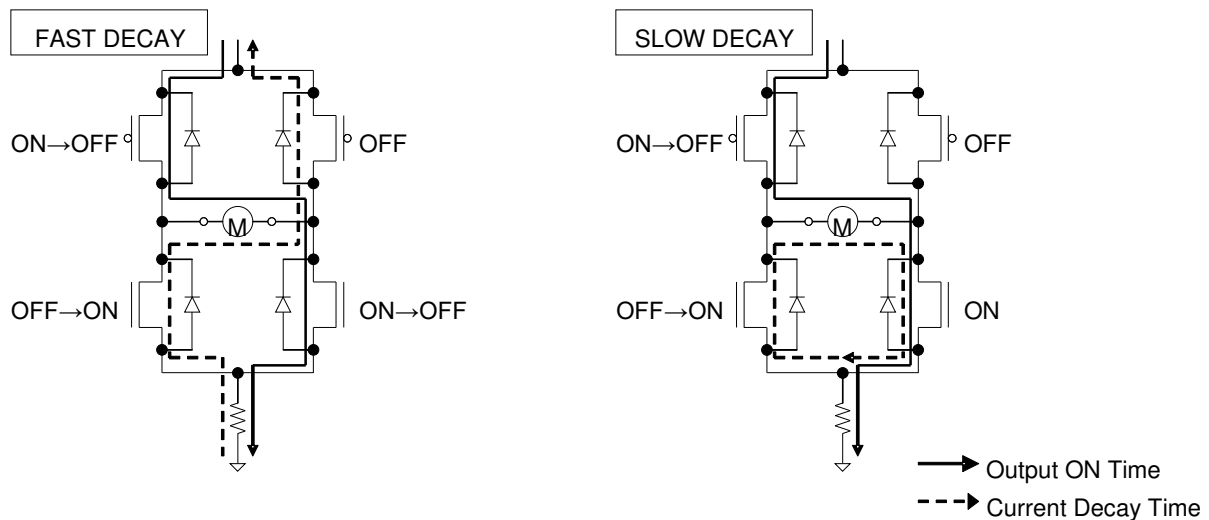 FAST DECAY
SLOW DECAY
ON→OFF
OFF
ON→OFF
OFF
M
M
OFF→ON
ON→OFF
OFF→ON
ON
Output ON Time
Current Decay Time